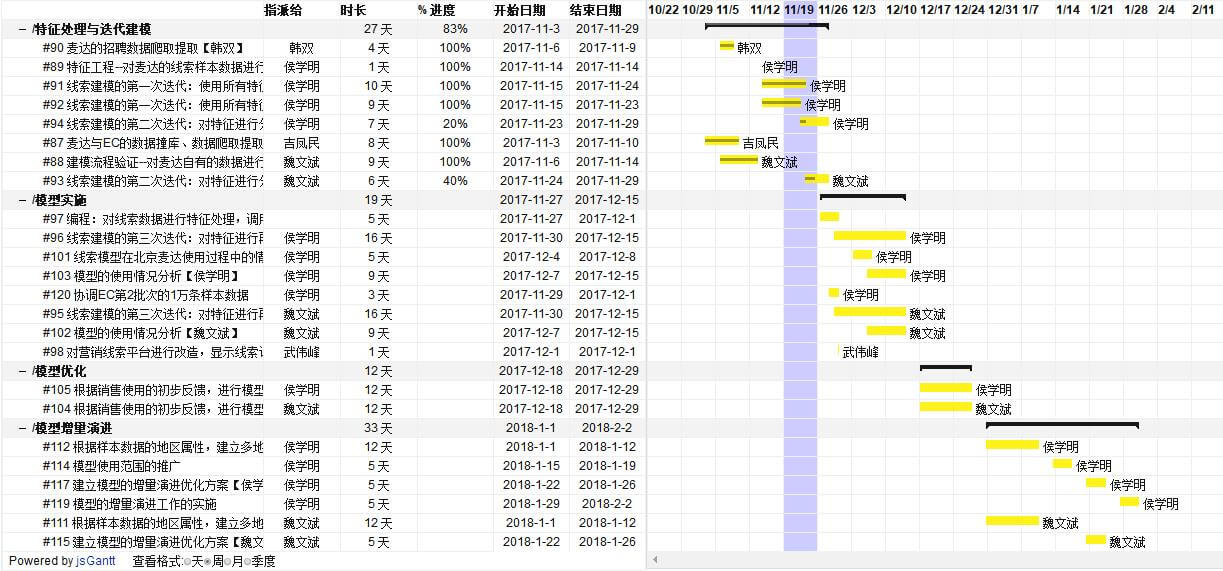 指派给 时长 % 进度 开始日期 结束日期 10/22 10/29 11/5 11/12 11/19 11/26 12/3 12/10 12/17 12/24 12/31 1/7 1/14 1/21 1/28 2/4 2/11
– /特征处理与迭代建模 27 天 83% 2017-11-3 2017-11-29
#90 麦达的招聘数据爬取提取【韩双】 韩双 4 天 100% 2017-11-6 2017-11-9 韩双
#89 特征工程--对麦达的线索样本数据进行 侯学明 1 天 100% 2017-11-14 2017-11-14 侯学明
#91 线索建模的第一次迭代：使用所有特 侯学明 10 天 100% 2017-11-15 2017-11-24 侯学明
#92 线索建模的第一次迭代：使用所有特 侯学明 9 天 100% 2017-11-15 2017-11-23 侯学明
#94 线索建模的第二次迭代：对特征进行 侯学明 7 天 20% 2017-11-23 2017-11-29 侯学明
#87 麦达与EC的数据撞库、数据爬取提取 吉凤民 8 天 100% 2017-11-3 2017-11-10 吉凤民
#88 建模流程验证--对麦达自有的数据进行 魏文斌 9 天 100% 2017-11-6 2017-11-14 魏文斌
#93 线索建模的第二次迭代：对特征进行 魏文斌 6 天 40% 2017-11-24 2017-11-29 魏文斌
– /模型实施 19 天 2017-11-27 2017-12-15
#97 编程：对线索数据进行特征处理，调用 5 天 2017-11-27 2017-12-1
#96 线索建模的第三次迭代：对特征进行 侯学明 16 天 2017-11-30 2017-12-15 侯学明
#101 线索模型在北京麦达使用过程中的 侯学明 5 天 2017-12-4 2017-12-8 侯学明
#103 模型的使用情况分析【侯学明】 侯学明 9 天 2017-12-7 2017-12-15 侯学明
#120 协调EC第2批次的1万条样本数据 侯学明 3 天 2017-11-29 2017-12-1 侯学明
#95 线索建模的第三次迭代：对特征进行 魏文斌 16 天 2017-11-30 2017-12-15 魏文斌
#102 模型的使用情况分析【魏文斌】 魏文斌 9 天 2017-12-7 2017-12-15 魏文斌
#98 对营销线索平台进行改造，显示线索 武伟峰 1 天 2017-12-1 2017-12-1 武伟峰
– /模型优化 12 天 2017-12-18 2017-12-29
#105 根据销售使用的初步反馈，进行模型 侯学明 12 天 2017-12-18 2017-12-29 侯学明
#104 根据销售使用的初步反馈，进行模型 魏文斌 12 天 2017-12-18 2017-12-29 魏文斌
– /模型增量演进 33 天 2018-1-1 2018-2-2
#112 根据样本数据的地区属性，建立多地 侯学明 12 天 2018-1-1 2018-1-12 侯学明
#114 模型使用范围的推广 侯学明 5 天 2018-1-15 2018-1-19 侯学明
#117 建立模型的增量演进优化方案【侯学 侯学明 5 天 2018-1-22 2018-1-26 侯学明
#119 模型的增量演进工作的实施 侯学明 5 天 2018-1-29 2018-2-2 侯学明
#111 根据样本数据的地区属性，建立多地 魏文斌 12 天 2018-1-1 2018-1-12 魏文斌
#115 建立模型的增量演进优化方案【魏文 魏文斌 5 天 2018-1-22 2018-1-26 魏文斌
Powered by jsGantt 查看格式: 天 周 月 季度